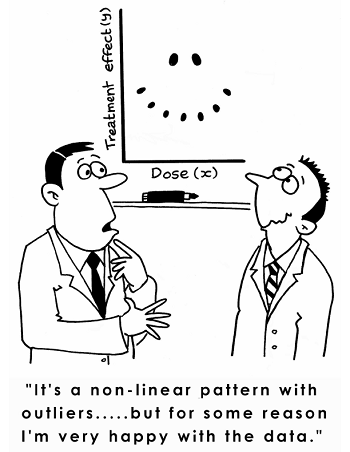 Treatment effect (y)
Dose (x)
"It's a non-linear pattern with
outliers.....but for some reason
I'm very happy with the data."